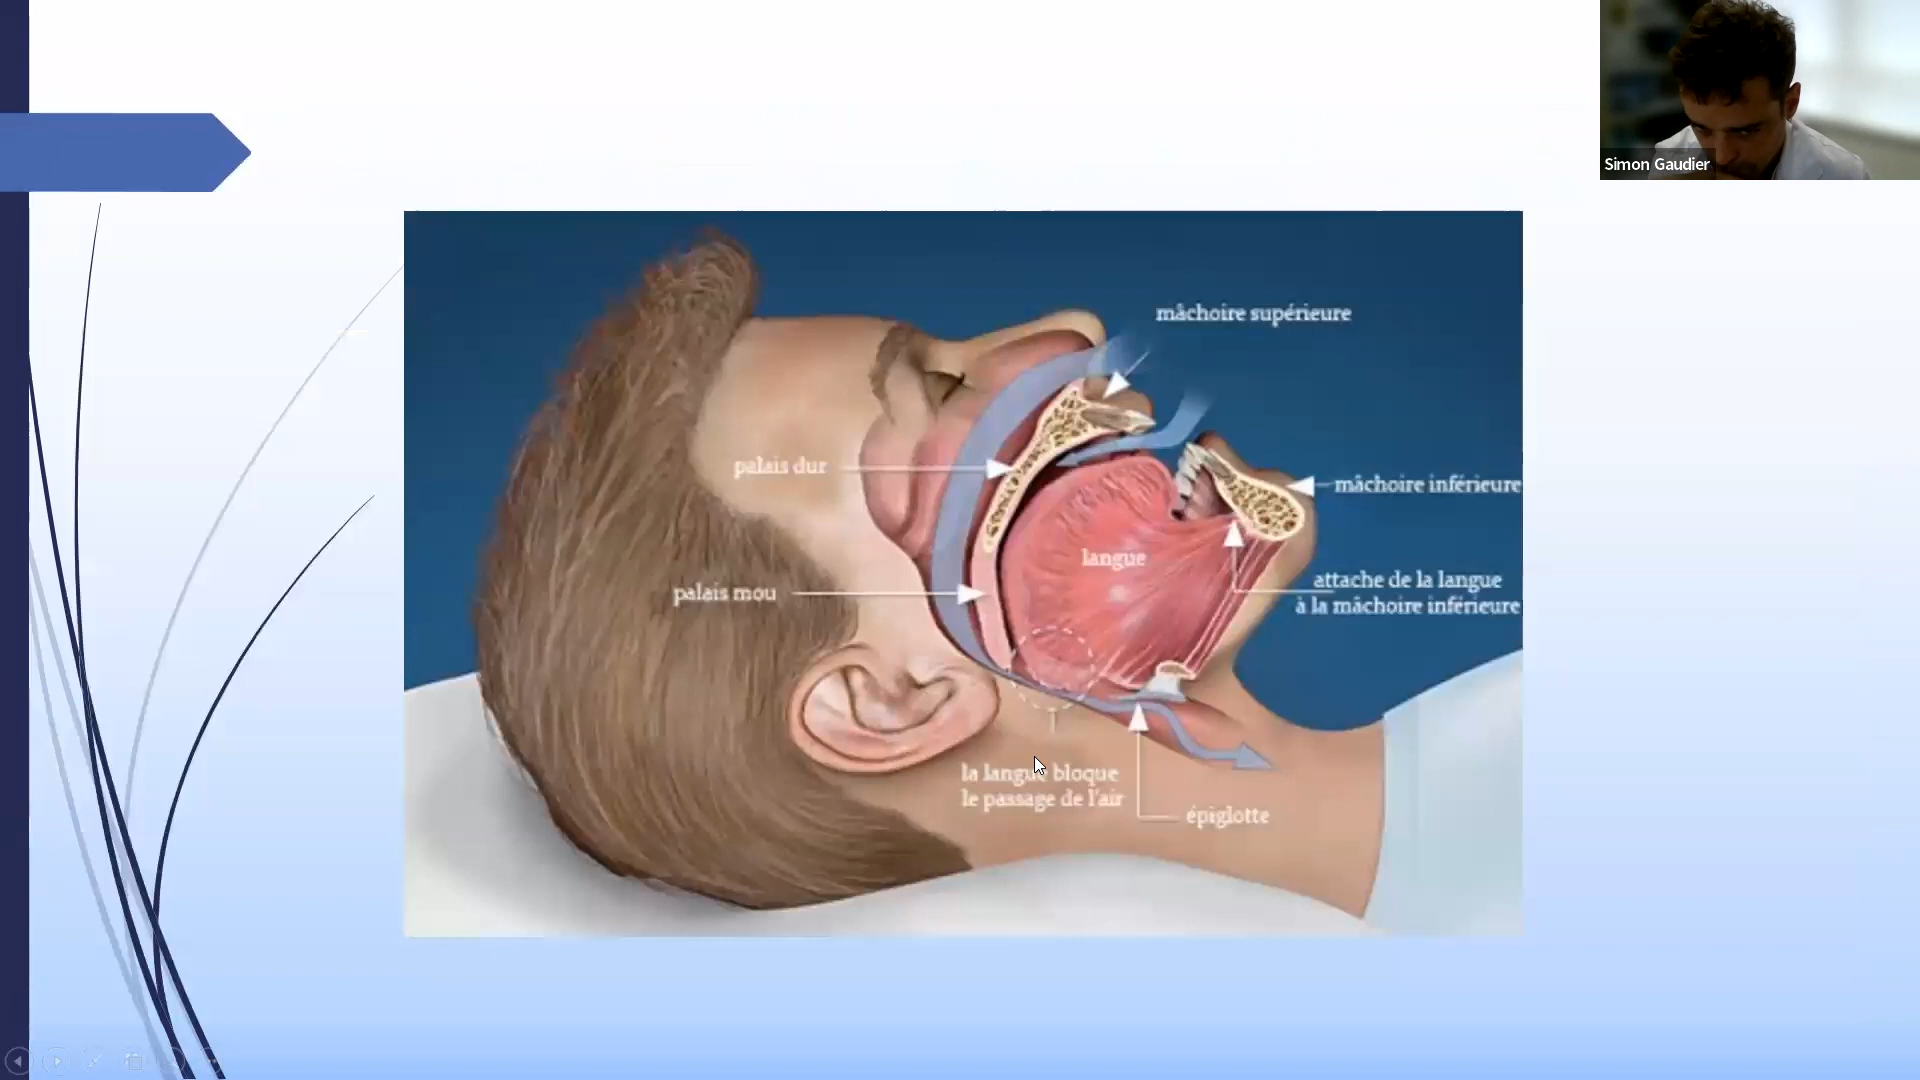 Simon Gaudier
mâchoire supérieure
palais dur
mâchoire inférieure
langue
attache de la langue
à la mâchoire inférieure
palais mou
la langue bloque
le passage de l'air
épiglotte